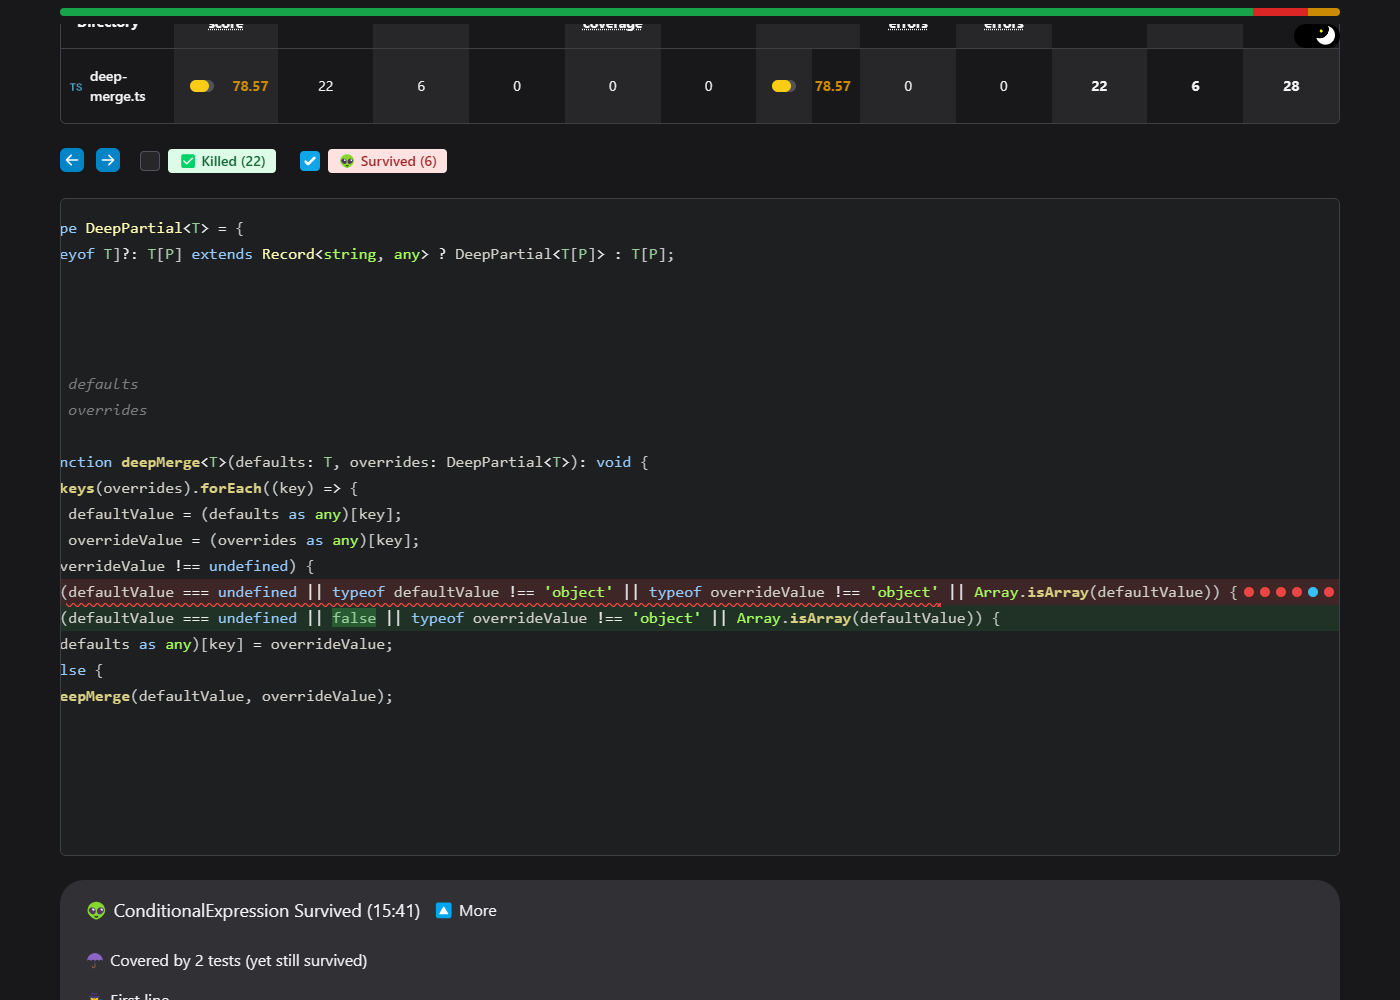 Directory score coverage errors errors
TS deep-merge.ts 78.57 22 6 0 0 0 78.57 0 0 22 6 28
Killed (22) Survived (6)
pe DeepPartial<T> = {
eyof T]?: T[P] extends Record<string, any> ? DeepPartial<T[P]> : T[P];
defaults
overrides
nction deepMerge<T>(defaults: T, overrides: DeepPartial<T>): void {
keys(overrides).forEach((key) => {
defaultValue = (defaults as any)[key];
overrideValue = (overrides as any)[key];
verrideValue !== undefined) {
(defaultValue === undefined || typeof defaultValue !== 'object' || typeof overrideValue !== 'object' || Array.isArray(defaultValue)) {
(defaultValue === undefined || false || typeof overrideValue !== 'object' || Array.isArray(defaultValue)) {
defaults as any)[key] = overrideValue;
lse {
eepMerge(defaultValue, overrideValue);
ConditionalExpression Survived (15:41) More
Covered by 2 tests (yet still survived)
First line